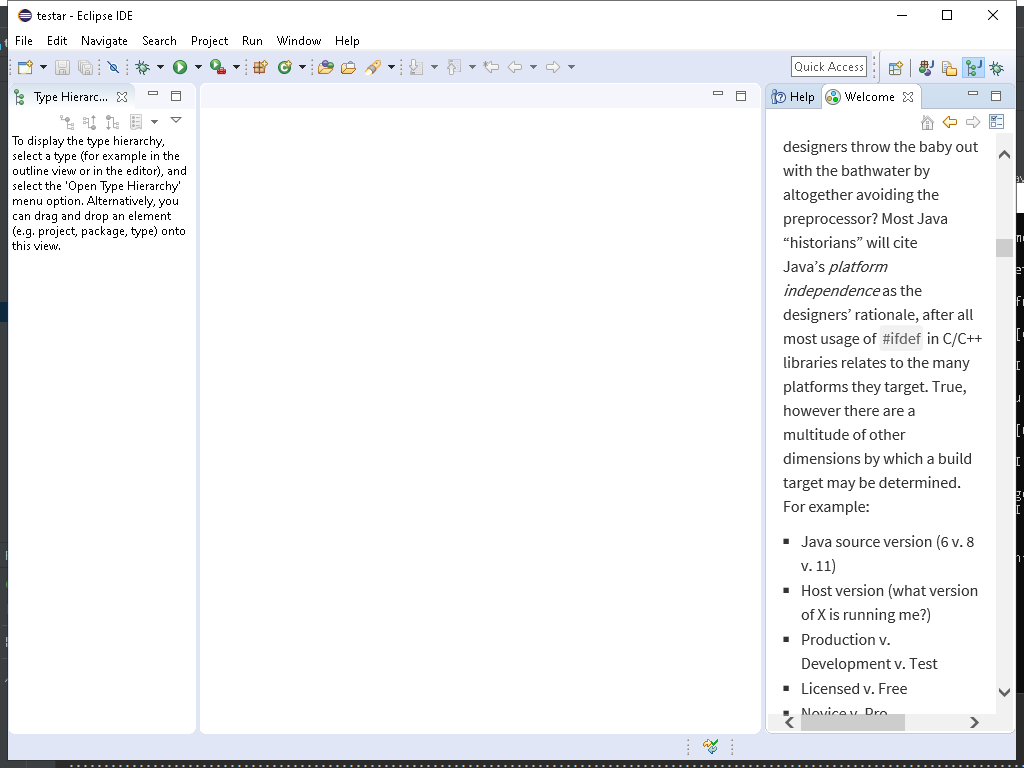 testar - Eclipse IDE
File Edit Navigate Search Project Run Window Help
Quick Access
Type Hierarc...
Help Welcome
To display the type hierarchy,
select a type (for example in the
outline view or in the editor), and
select the 'Open Type Hierarchy'
menu option. Alternatively, you
can drag and drop an element
(e.g. project, package, type) onto
this view.
designers throw the baby out
with the bathwater by
altogether avoiding the
preprocessor? Most Java
“historians” will cite
Java’s platform
independence as the
designers’ rationale, after all
most usage of #ifdef in C/C++
libraries relates to the many
platforms they target. True,
however there are a
multitude of other
dimensions by which a build
target may be determined.
For example:
▪ Java source version (6 v. 8
v. 11)
▪ Host version (what version
of X is running me?)
▪ Production v.
Development v. Test
▪ Licensed v. Free
▪ Novice v. Pro